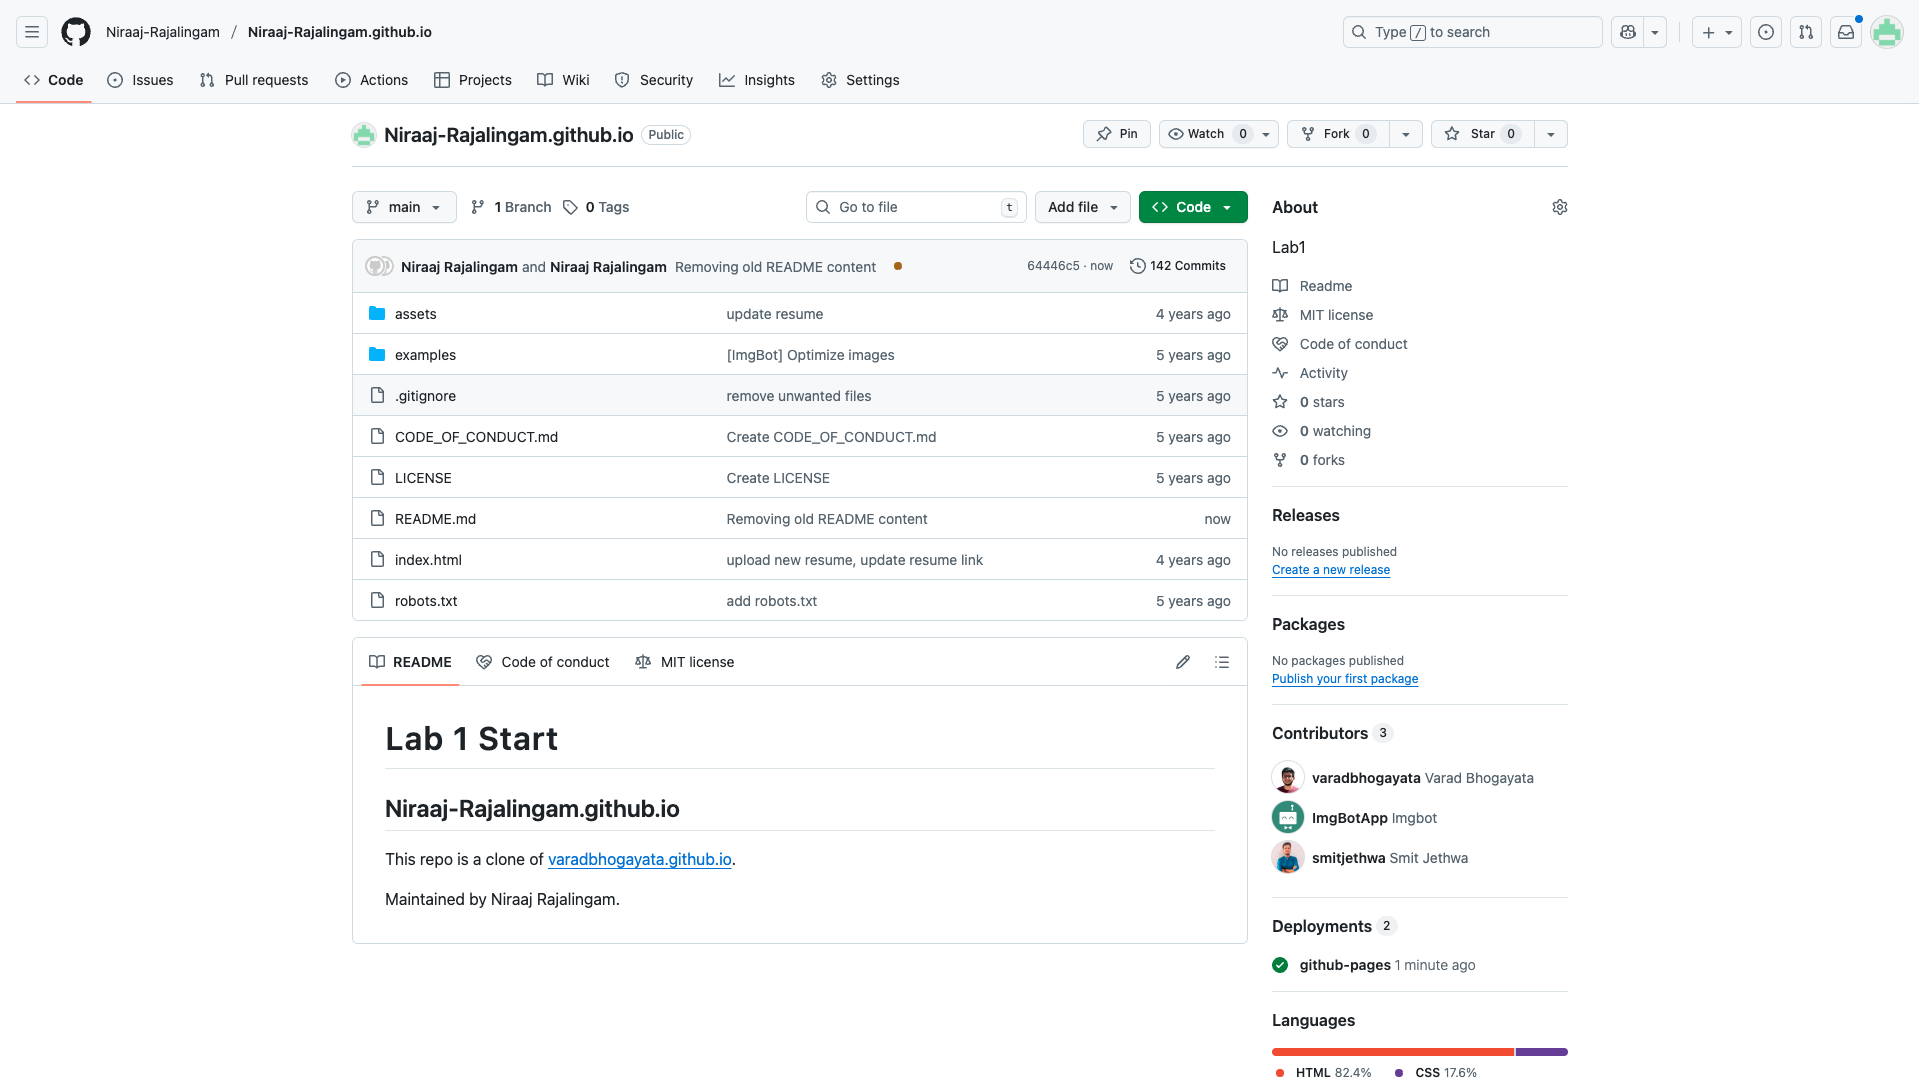 Niraaj-Rajalingam / Niraaj-Rajalingam.github.io
Type / to search
Code Issues Pull requests Actions Projects Wiki Security Insights Settings
Niraaj-Rajalingam.github.io Public
Pin Watch 0 Fork 0 Star 0
main 1 Branch 0 Tags
Go to file t Add file Code
Niraaj Rajalingam and Niraaj Rajalingam Removing old README content 64446c5 · now 142 Commits
assets update resume 4 years ago
examples [ImgBot] Optimize images 5 years ago
.gitignore remove unwanted files 5 years ago
CODE_OF_CONDUCT.md Create CODE_OF_CONDUCT.md 5 years ago
LICENSE Create LICENSE 5 years ago
README.md Removing old README content now
index.html upload new resume, update resume link 4 years ago
robots.txt add robots.txt 5 years ago
README Code of conduct MIT license
Lab 1 Start
Niraaj-Rajalingam.github.io
This repo is a clone of varadbhogayata.github.io.
Maintained by Niraaj Rajalingam.
About
Lab1
Readme
MIT license
Code of conduct
Activity
0 stars
0 watching
0 forks
Releases
No releases published
Create a new release
Packages
No packages published
Publish your first package
Contributors 3
varadbhogayata Varad Bhogayata
ImgBotApp Imgbot
smitjethwa Smit Jethwa
Deployments 2
github-pages 1 minute ago
Languages
HTML 82.4% CSS 17.6%